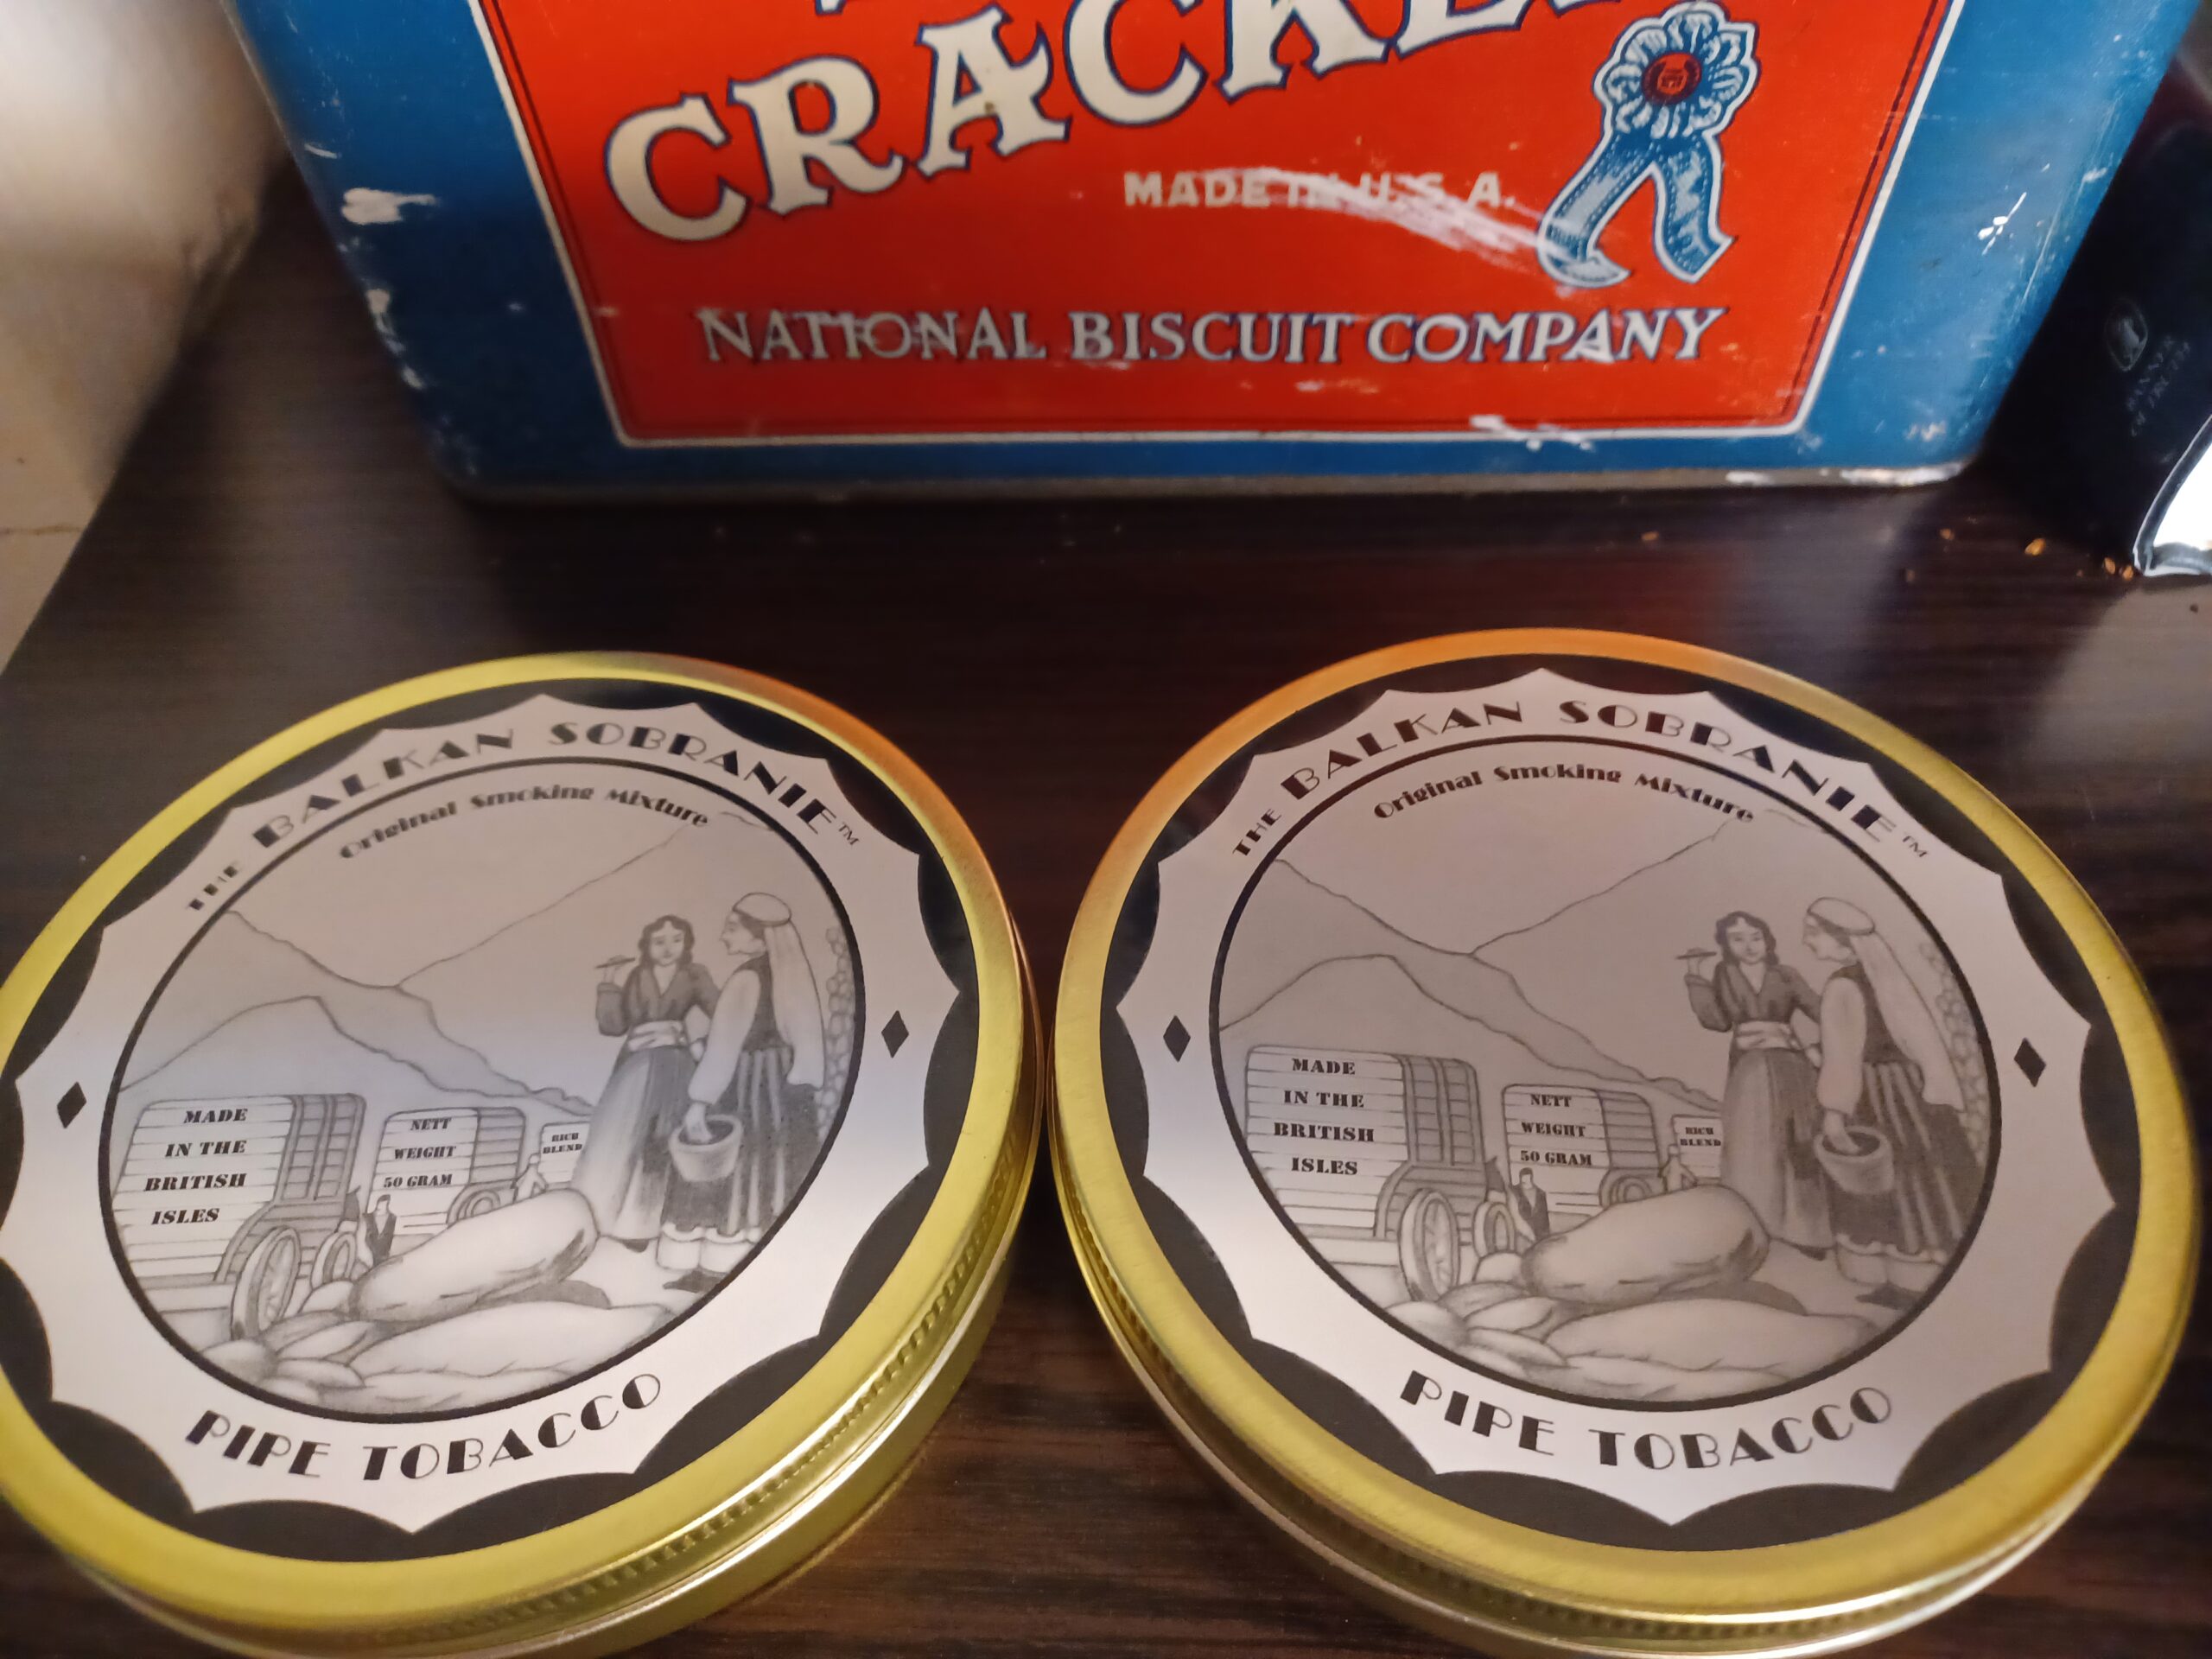 MADE IN U.S.A.
NATIONAL BISCUIT COMPANY
THE BALKAN SOBRANIE™
Original Smoking Mixture
MADE
IN THE
BRITISH
ISLES
NETT
WEIGHT
50 GRAM
RICH
BLEND
PIPE TOBACCO
THE BALKAN SOBRANIE™
Original Smoking Mixture
MADE
IN THE
BRITISH
ISLES
NETT
WEIGHT
50 GRAM
RICH
BLEND
PIPE TOBACCO